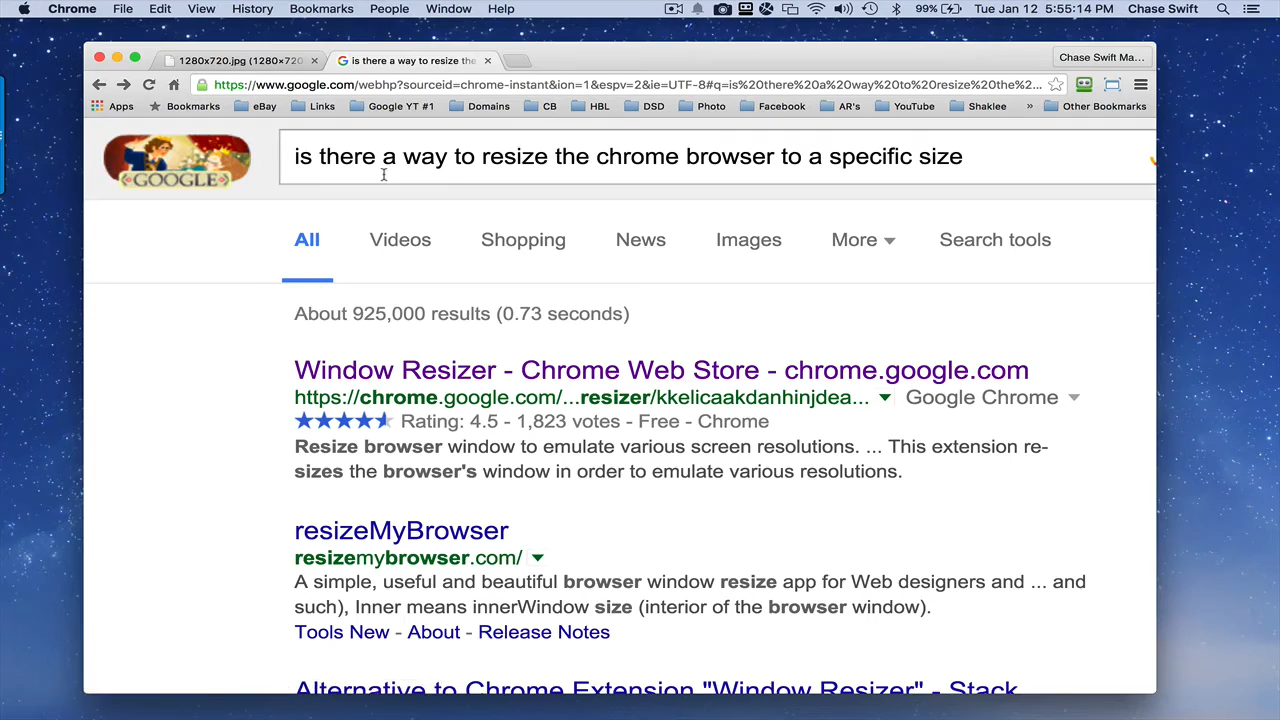 Chrome File Edit View History Bookmarks People Window Help 99% Tue Jan 12 5:55:14 PM Chase Swift
1280x720.jpg (1280×720 is there a way to resize the Chase Swift Ma...
https://www.google.com/webhp?sourceid=chrome-instant&ion=1&espv=2&ie=UTF-8#q=is%20there%20a%20way%20to%20resize%20the%2...
Apps Bookmarks eBay Links Google YT #1 Domains CB HBL DSD Photo Facebook AR's YouTube Shaklee » Other Bookmarks
GOOGLE
is there a way to resize the chrome browser to a specific size
All Videos Shopping News Images More Search tools
About 925,000 results (0.73 seconds)
Window Resizer - Chrome Web Store - chrome.google.com
https://chrome.google.com/...resizer/kkelicaakdanhinjdea... Google Chrome
Rating: 4.5 - 1,823 votes - Free - Chrome
Resize browser window to emulate various screen resolutions. ... This extension re-
sizes the browser's window in order to emulate various resolutions.
resizeMyBrowser
resizemybrowser.com/
A simple, useful and beautiful browser window resize app for Web designers and ... and
such), Inner means innerWindow size (interior of the browser window).
Tools New - About - Release Notes
Alternative to Chrome Extension "Window Resizer" - Stack